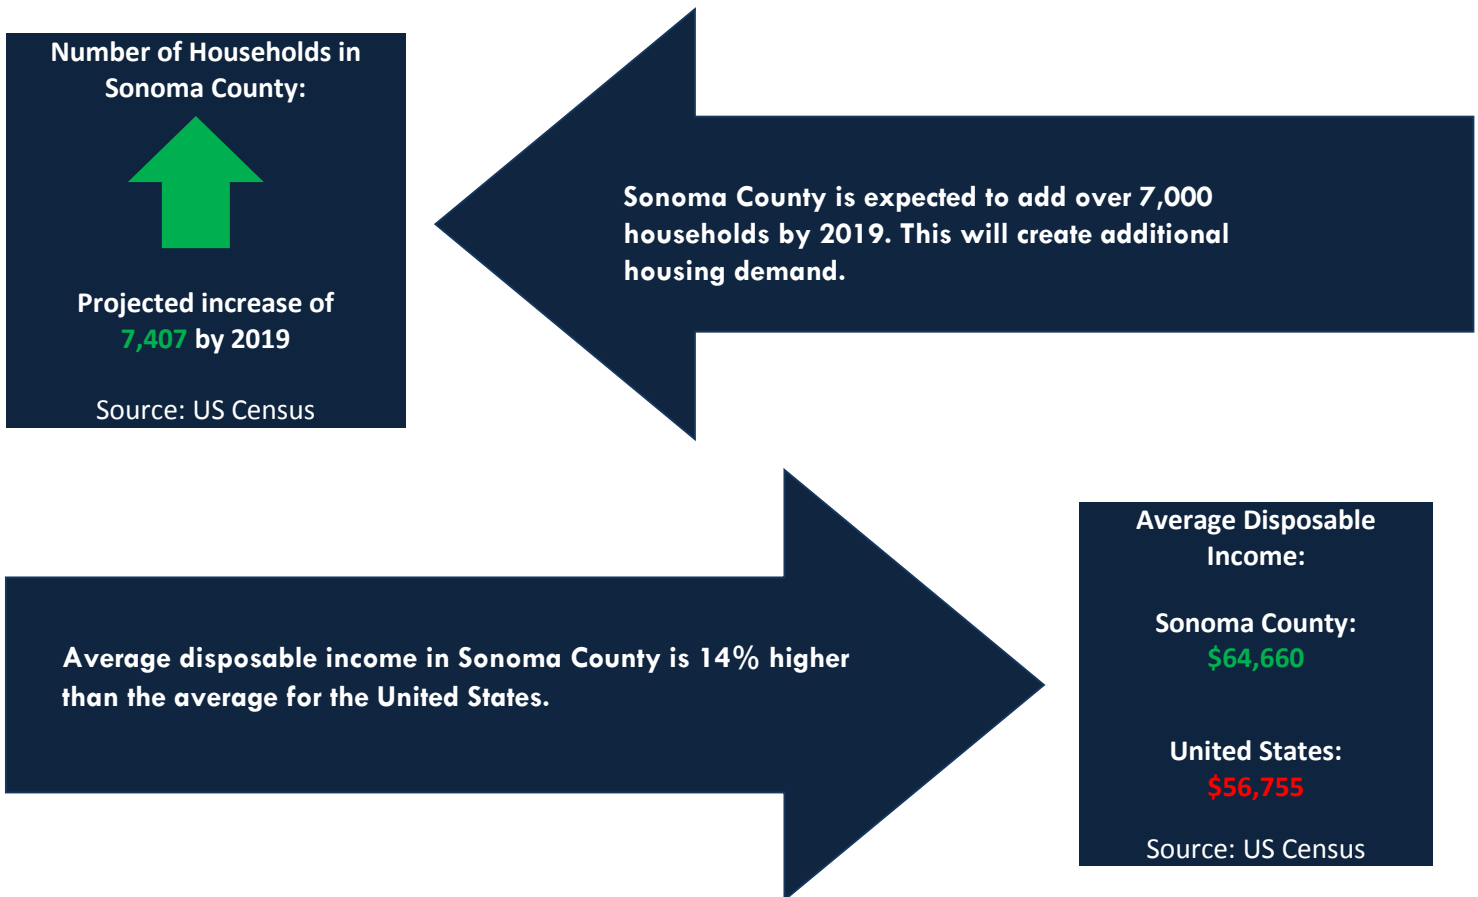 Number of Households in
Sonoma County:
Projected increase of
7,407 by 2019
Source: US Census
Sonoma County is expected to add over 7,000
households by 2019. This will create additional
housing demand.
Average disposable income in Sonoma County is 14% higher
than the average for the United States.
Average Disposable
Income:
Sonoma County:
$64,660
United States:
$56,755
Source: US Census